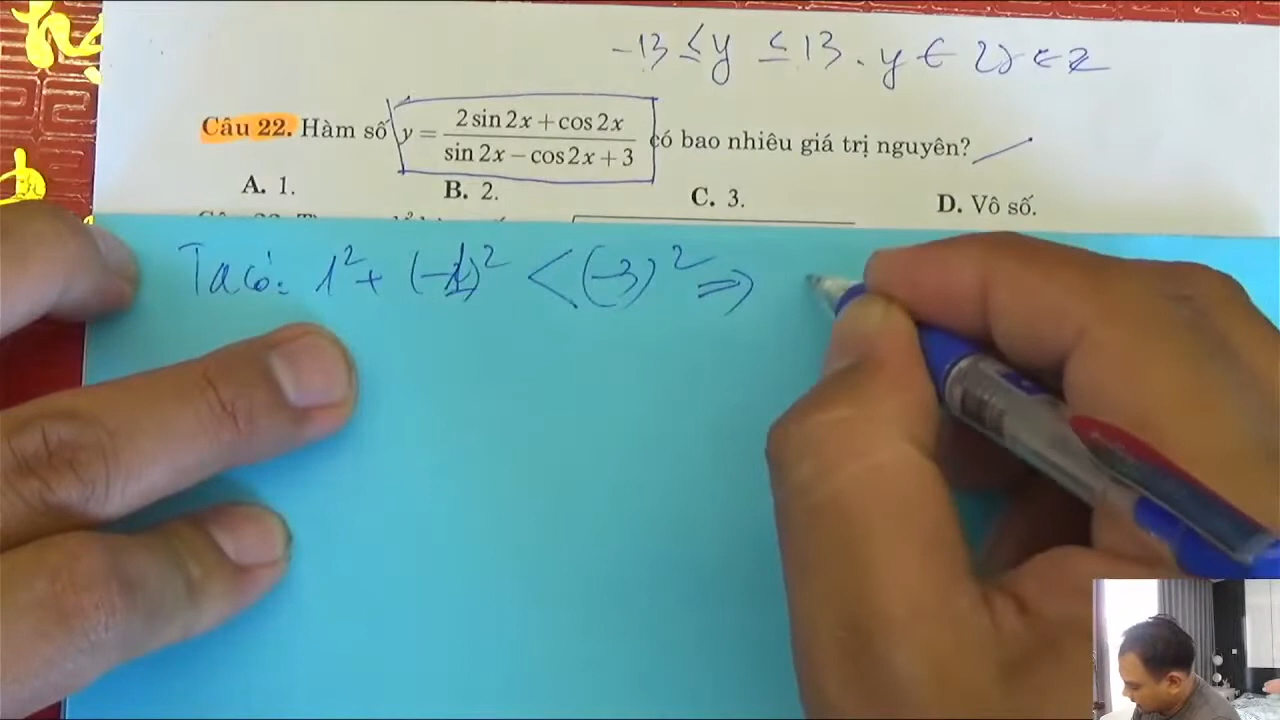 -13 ≤ y ≤ 13. y ∈
Câu 22. Hàm số y = \frac{2 sin 2x + cos 2x}{sin 2x − cos 2x + 3} có bao nhiêu giá trị nguyên?
A. 1. B. 2. C. 3. D. Vô số.
Ta có: 1² + (-1)² < (-3)² ⇒